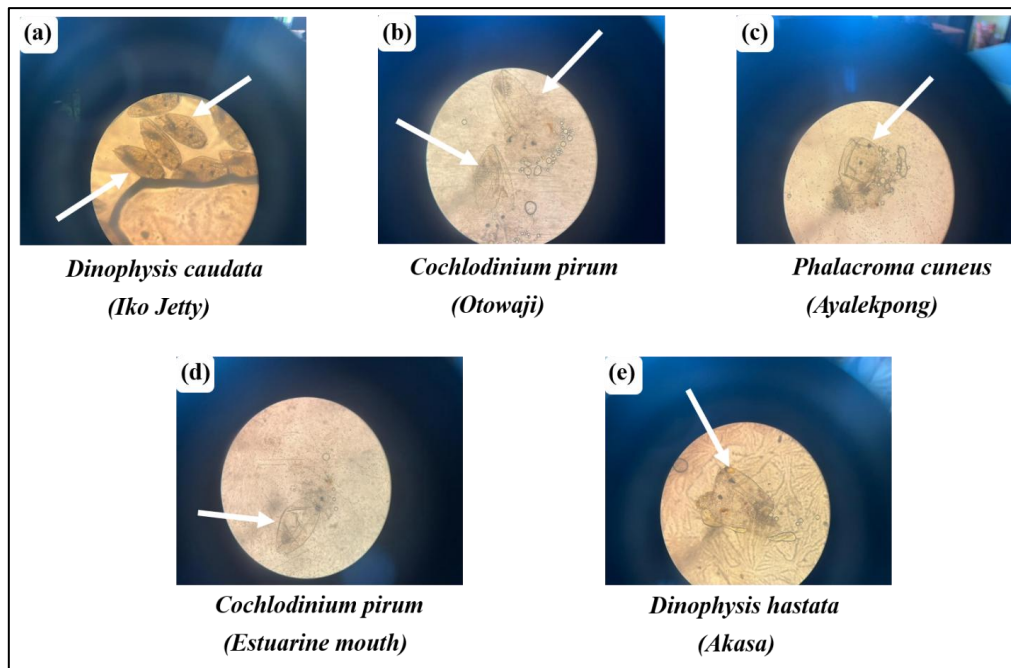 (a)
(b)
(c)
Dinophysis caudata
(Iko Jetty)
Cochlodinium pirum
(Otowaji)
Phalacroma cuneus
(Ayalekpong)
(d)
(e)
Cochlodinium pirum
(Estuarine mouth)
Dinophysis hastata
(Akasa)